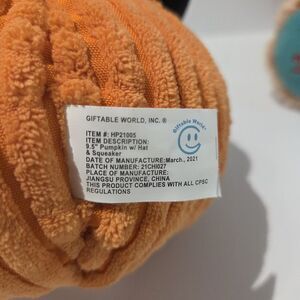 GIFTABLE WORLD, INC. ®
Giftable World
ITEM #: HP21005
ITEM DESCRIPTION:
9.5" Pumpkin w/ Hat
& Squeaker
DATE OF MANUFACTURE:March., 2021
BATCH NUMBER: 21CHI027
PLACE OF MANUFACTURE:
JIANGSU PROVINCE, CHINA
THIS PRODUCT COMPLIES WITH ALL CPSC
REGULATIONS